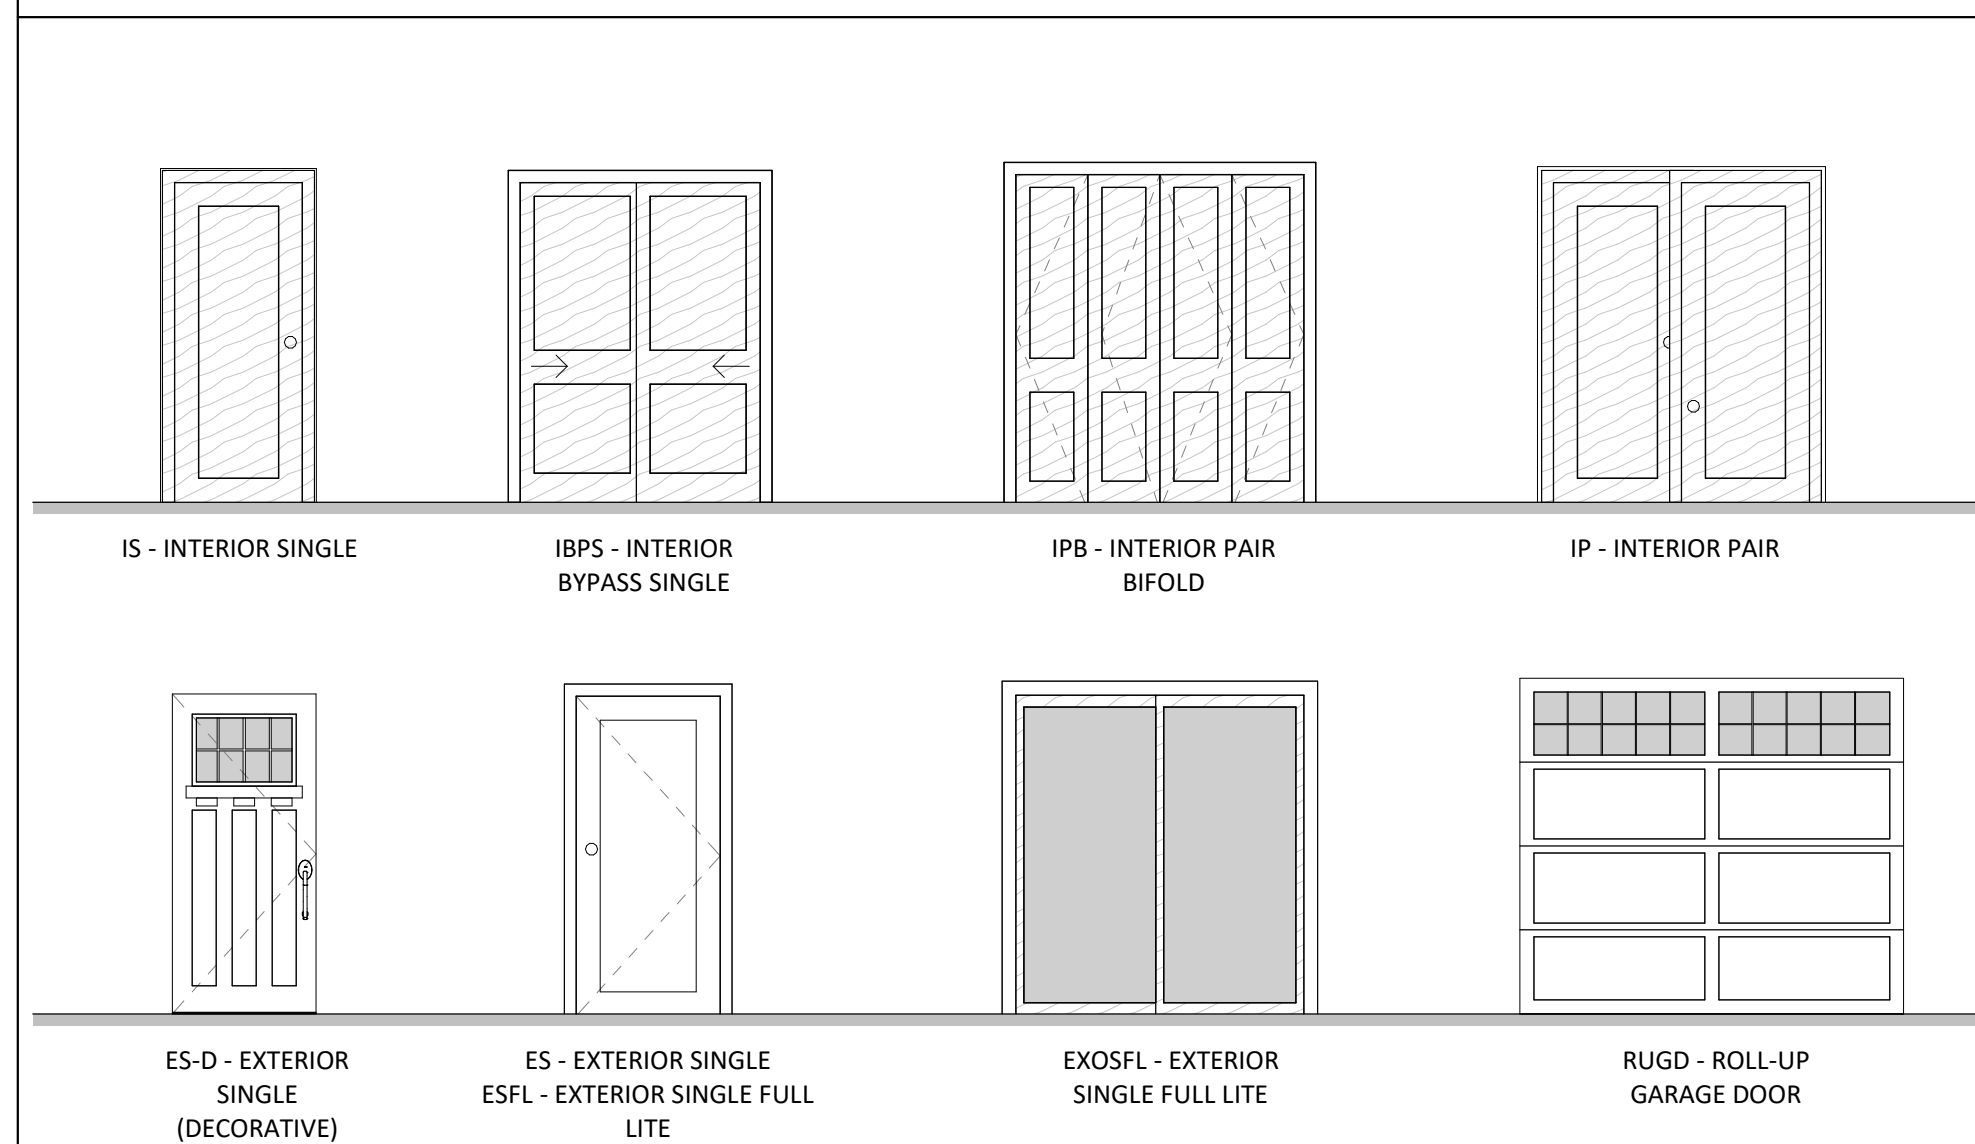 IS - INTERIOR SINGLE
IBPS - INTERIOR
BYPASS SINGLE
IPB - INTERIOR PAIR
BIFOLD
IP - INTERIOR PAIR
ES-D - EXTERIOR
SINGLE
(DECORATIVE)
ES - EXTERIOR SINGLE
ESFL - EXTERIOR SINGLE FULL
LITE
EXOSFL - EXTERIOR
SINGLE FULL LITE
RUGD - ROLL-UP
GARAGE DOOR